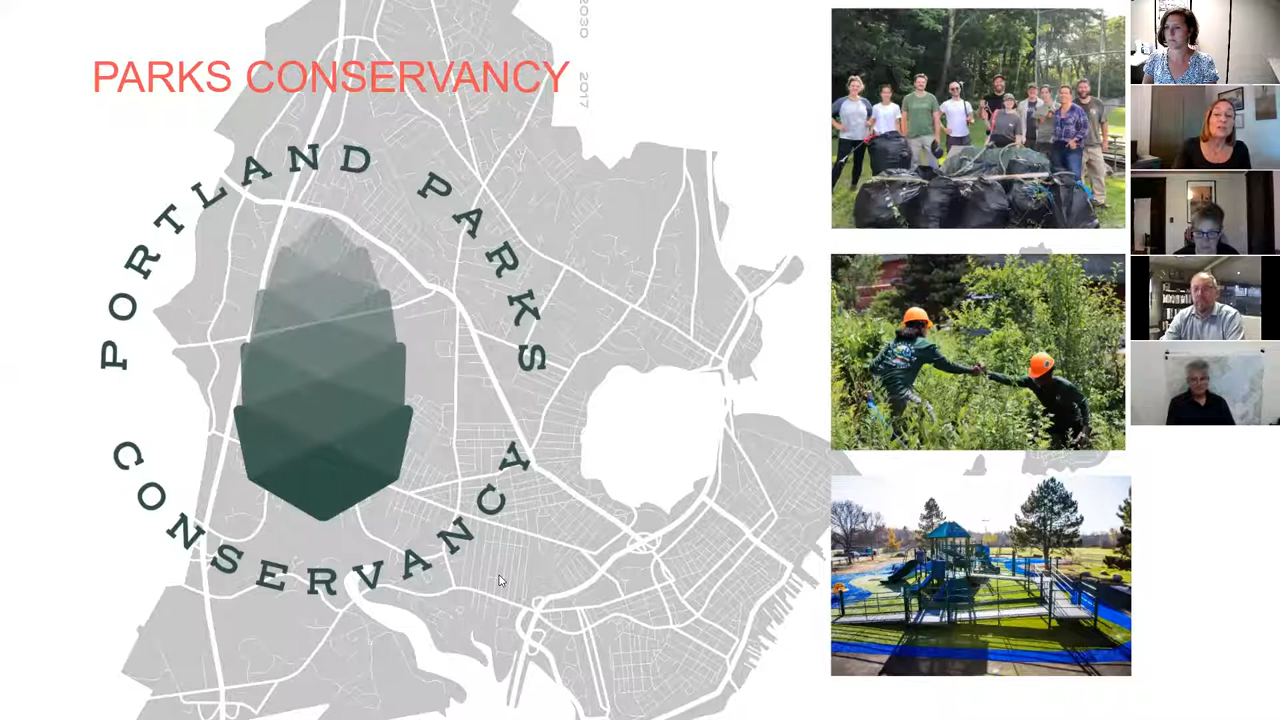 PARKS CONSERVANCY
2030
2017
PORTLAND PARKS
CONSERVANCY